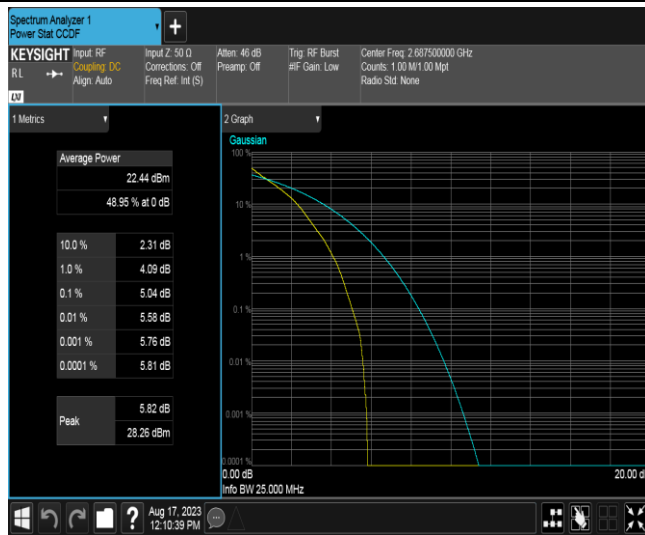 Spectrum Analyzer 1
Power Stat CCDF
+
KEYSIGHT
RL
Input: RF
Coupling: DC
Align: Auto
Input Z: 50 Ω
Corrections: Off
Freq Ref: Int (S)
Atten: 46 dB
Preamp: Off
Trig: RF Burst
#IF Gain: Low
Center Freq: 2.687500000 GHz
Counts: 1.00 M/1.00 Mpt
Radio Std: None
1 Metrics
Average Power
22.44 dBm
48.95 % at 0 dB
10.0 % 2.31 dB
1.0 % 4.09 dB
0.1 % 5.04 dB
0.01 % 5.58 dB
0.001 % 5.76 dB
0.0001 % 5.81 dB
Peak
5.82 dB
28.26 dBm
2 Graph
Gaussian
100 %
10 %
1 %
0.1 %
0.01 %
0.001 %
0.0001 %
0.00 dB
20.00 d
Info BW 25.000 MHz
?
Aug 17, 2023
12:10:39 PM